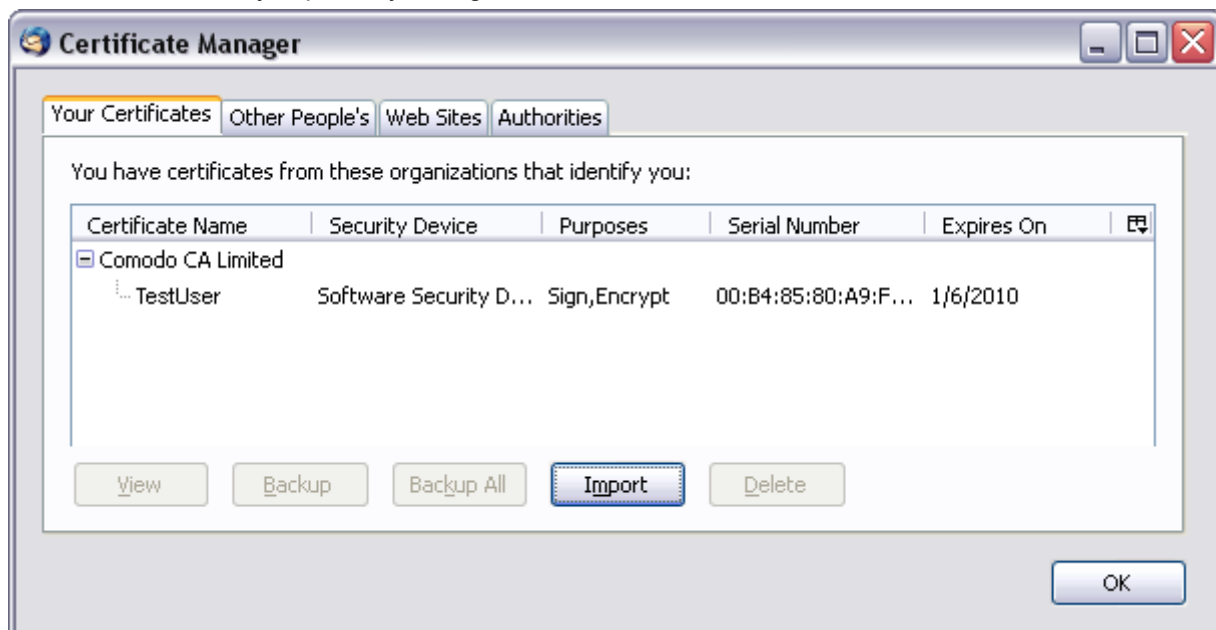 Certificate Manager
Your Certificates Other People's Web Sites Authorities
You have certificates from these organizations that identify you:
Certificate Name Security Device Purposes Serial Number Expires On
Comodo CA Limited
TestUser Software Security D... Sign,Encrypt 00:B4:85:80:A9:F... 1/6/2010
View Backup Backup All Import Delete
OK